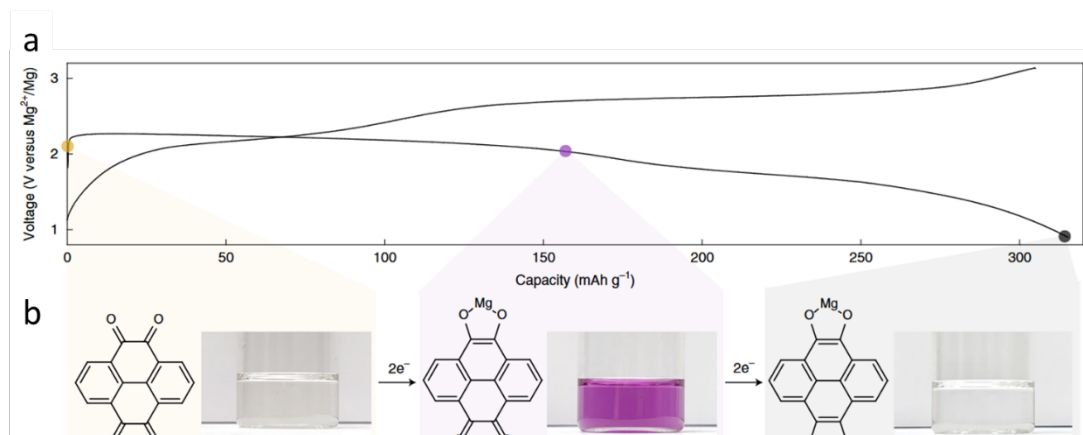 a
Voltage (V versus Mg²⁺/Mg)
3
2
1
0
50
100
150
200
250
300
Capacity (mAh g⁻¹)
b
O O
Mg
O O
2e⁻
Mg
O O
2e⁻